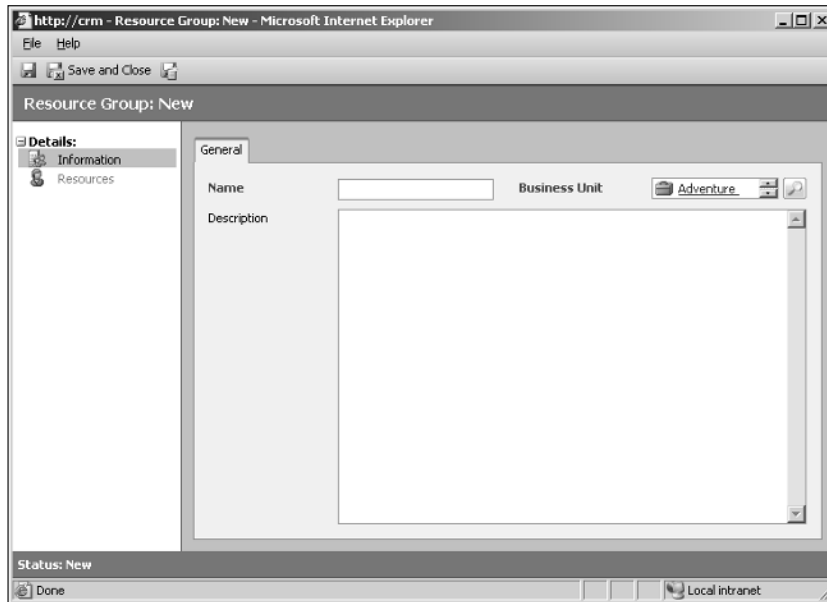 http://crm - Resource Group: New - Microsoft Internet Explorer
File Help
Save and Close
Resource Group: New
Details:
Information
Resources
General
Name
Business Unit
Adventure
Description
Status: New
Done
Local intranet